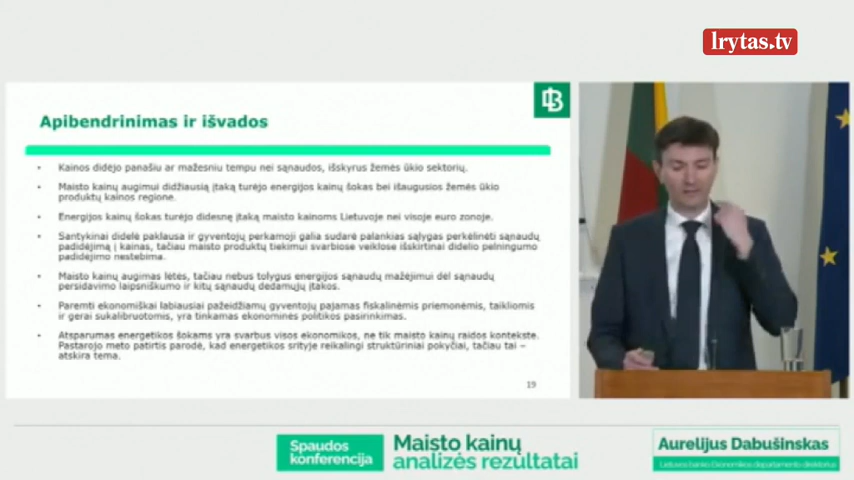 lrytas.tv
Apibendrinimas ir išvados
• Kainos didėjo panašiu ar mažesniu tempu nei sąnaudos, išskyrus žemės ūkio sektorių.
• Maisto kainų augimui didžiausią įtaką turėjo energijos kainų šokas bei išaugusios žemės ūkio
produktų kainos regione.
• Energijos kainų šokas turėjo didesnę įtaką maisto kainoms Lietuvoje nei visoje euro zonoje.
• Santykinai didelė paklausa ir gyventojų perkamoji galia sudarė palankias sąlygas perkėlinėti sąnaudų
padidėjimą į kainas, tačiau maisto produktų tiekimui svarbiose veiklose išskirtinai didelio pelningumo
padidėjimo nestebima.
• Maisto kainų augimas lėtės, tačiau nebus tolygus energijos sąnaudų mažėjimui dėl sąnaudų
persidavimo laipsniškumo ir kitų sąnaudų dedamųjų įtakos.
• Paremti ekonomiškai labiausiai pažeidžiamų gyventojų pajamas fiskalinėmis priemonėmis, taikliomis
ir gerai sukalibruotomis, yra tinkamas ekonominės politikos pasirinkimas.
• Atsparumas energetikos šokams yra svarbus visos ekonomikos, ne tik maisto kainų raidos kontekste.
Pastarojo meto patirtis parodė, kad energetikos srityje reikalingi struktūriniai pokyčiai, tačiau tai –
atskira tema.
19
Spaudos
konferencija
Maisto kainų
analizės rezultatai
Aurelijus Dabušinskas
Lietuvos banko Ekonomikos departamento direktorius